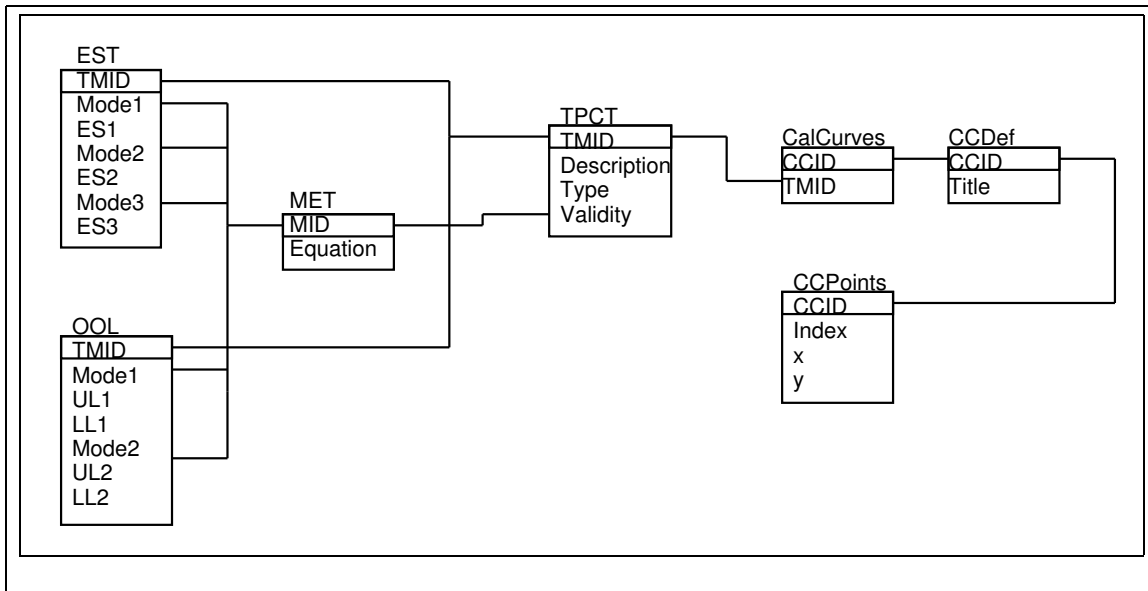 EST
TMID
Mode1
ES1
Mode2
ES2
Mode3
ES3
OOL
TMID
Mode1
UL1
LL1
Mode2
UL2
LL2
MET
MID
Equation
TPCT
TMID
Description
Type
Validity
CalCurves
CCID
TMID
CCDef
CCID
Title
CCPoints
CCID
Index
x
y